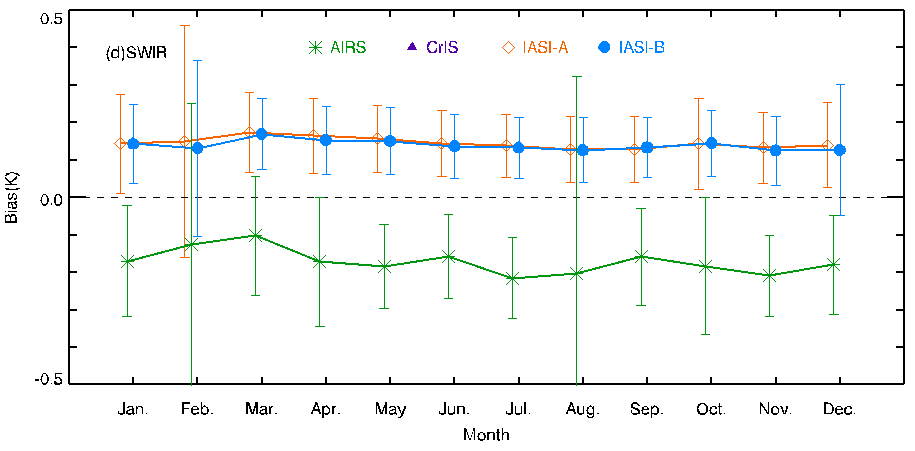 0.5
(d)SWIR
AIRS CrIS IASI-A IASI-B
Bias(K)
0.0
-0.5
Jan. Feb. Mar. Apr. May Jun. Jul. Aug. Sep. Oct. Nov. Dec.
Month